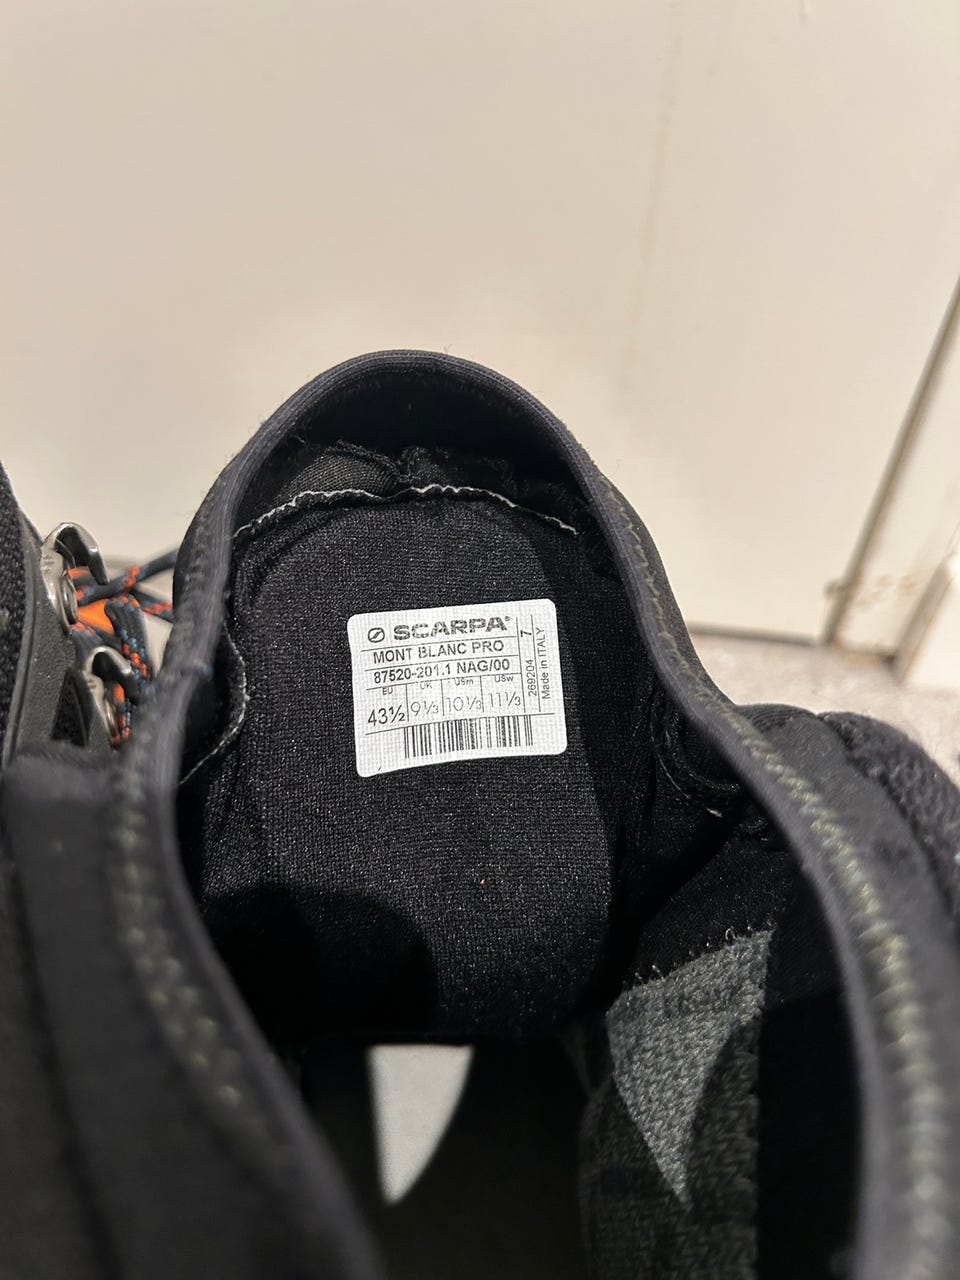 SCARPA®
MONT BLANC PRO
87520-201.1 NAG/00
EU UK USm USw
43½ 9⅓ 10⅓ 11⅓
269204 7
Made in ITALY